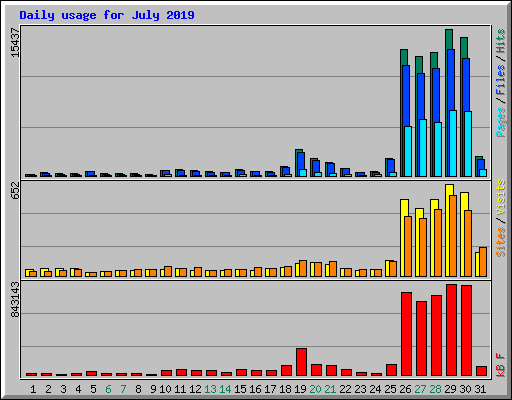 Daily usage for July 2019
15437
Pages / Files / Hits
652
Sites / Visits
843143
kB F
1 2 3 4 5 6 7 8 9 10 11 12 13 14 15 16 17 18 19 20 21 22 23 24 25 26 27 28 29 30 31